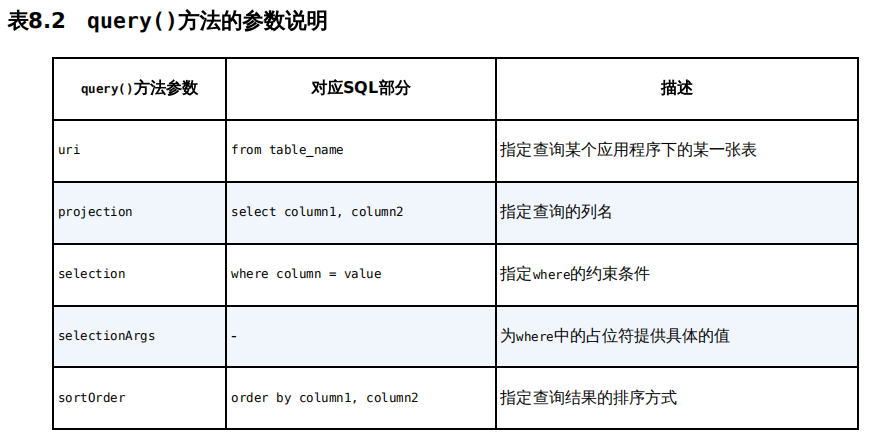 表8.2 query()方法的参数说明
query()方法参数 对应SQL部分 描述
uri from table_name 指定查询某个应用程序下的某一张表
projection select column1, column2 指定查询的列名
selection where column = value 指定where的约束条件
selectionArgs - 为where中的占位符提供具体的值
sortOrder order by column1, column2 指定查询结果的排序方式